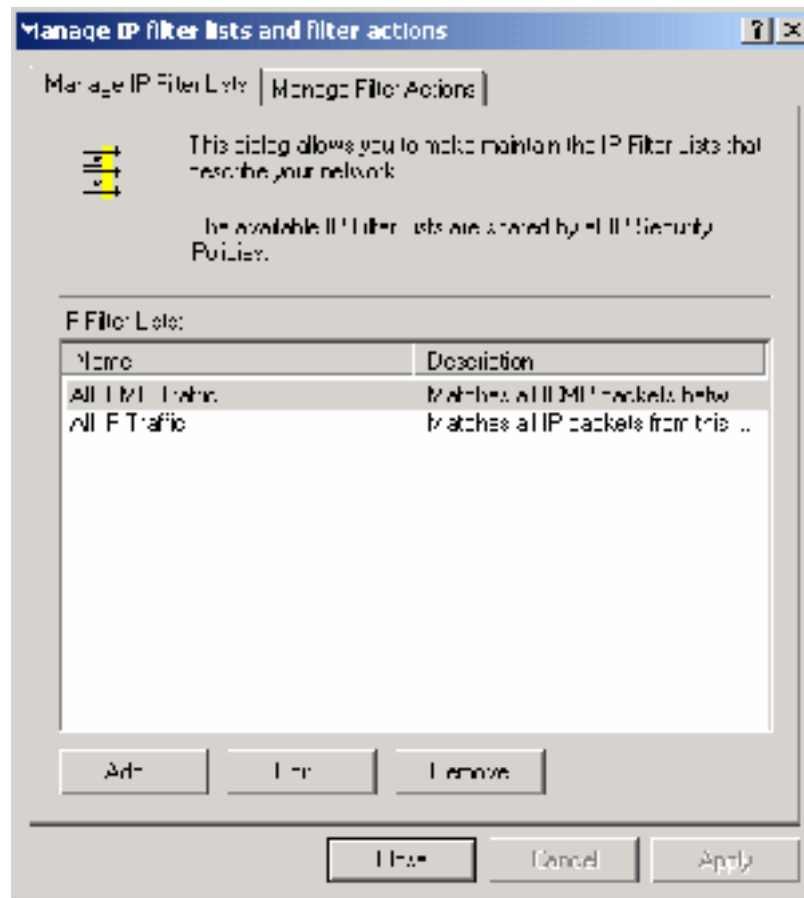 Manage IP filter lists and filter actions
Manage IP Filter Lists
Manage Filter Actions
This dialog allows you to make maintain the IP Filter Lists that
describe your network.
The available IP Filter Lists are shared by all IP Security
Policies.
IP Filter Lists:
Name Description
All ICMP Traffic Matches all ICMP packets betw...
All IP Traffic Matches all IP packets from this ...
Add... Edit... Remove
Close Cancel Apply